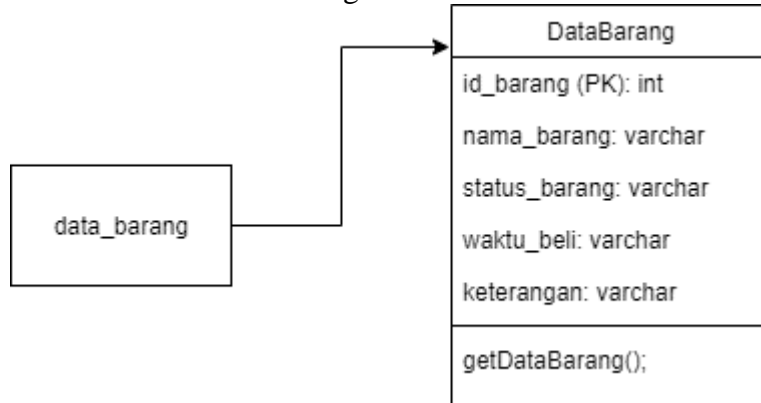 DataBarang
id_barang (PK): int
nama_barang: varchar
status_barang: varchar
data_barang
waktu_beli: varchar
keterangan: varchar
getDataBarang();